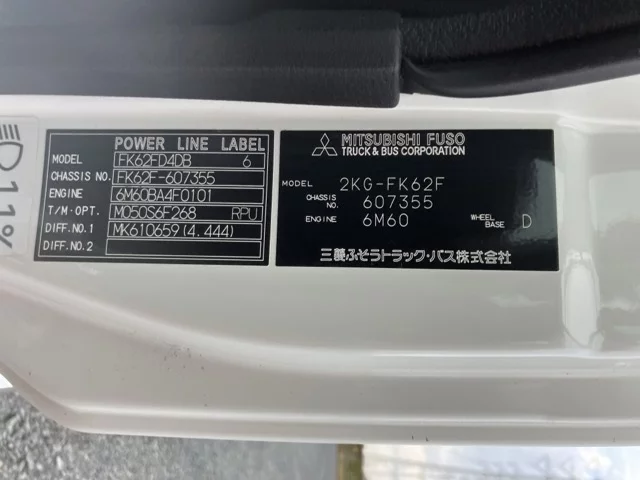 11%
POWER LINE LABEL
MODEL FK62FD4DB 6
CHASSIS NO. FK62F-607355
ENGINE 6M60BA4F0101
T/M·OPT. M050S6F268 RPU
DIFF.NO.1 MK610659(4.444)
DIFF.NO.2
MITSUBISHI FUSO
TRUCK & BUS CORPORATION
MODEL 2KG-FK62F
CHASSIS NO. 607355
ENGINE 6M60 WHEEL BASE D
三菱ふそうトラック・バス株式会社